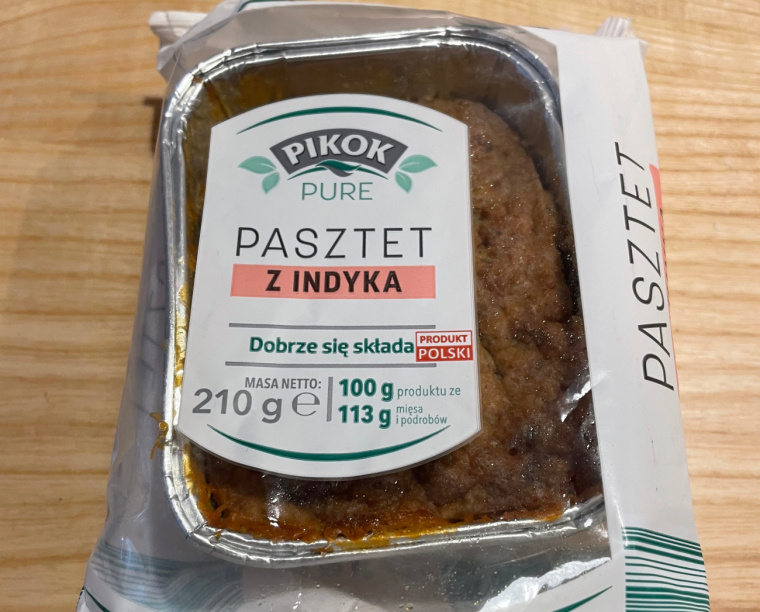 PIKOK
PURE
PASZTET
Z INDYKA
Dobrze się składa
PRODUKT
POLSKI
MASA NETTO:
210 g ℮
100 g produktu ze
113 g mięsa
i podrobów
PASZTET